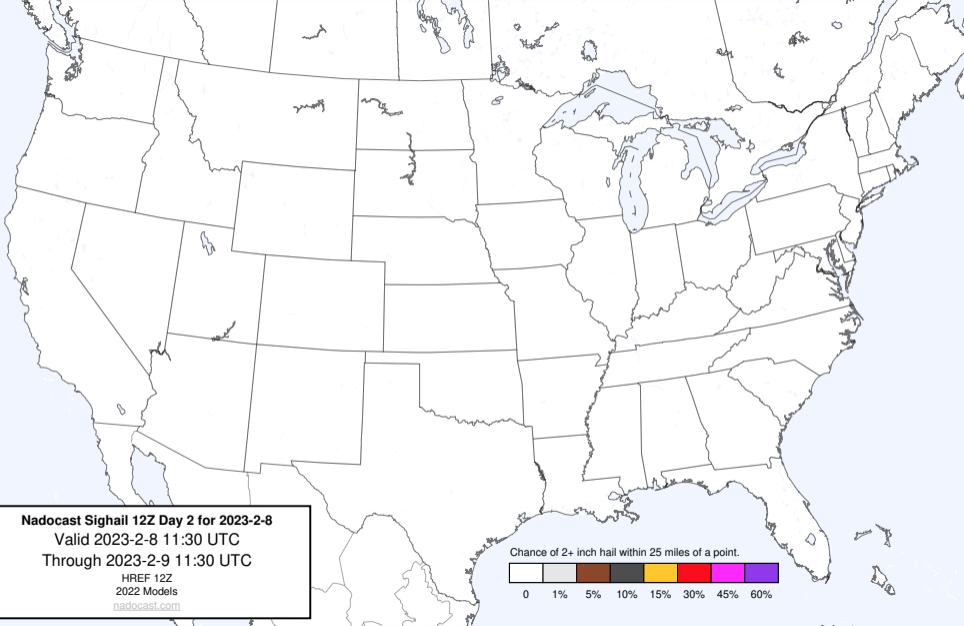 Nadocast Sighail 12Z Day 2 for 2023-2-8
Valid 2023-2-8 11:30 UTC
Through 2023-2-9 11:30 UTC
HREF 12Z
2022 Models
nadocast.com
Chance of 2+ inch hail within 25 miles of a point.
0 1% 5% 10% 15% 30% 45% 60%